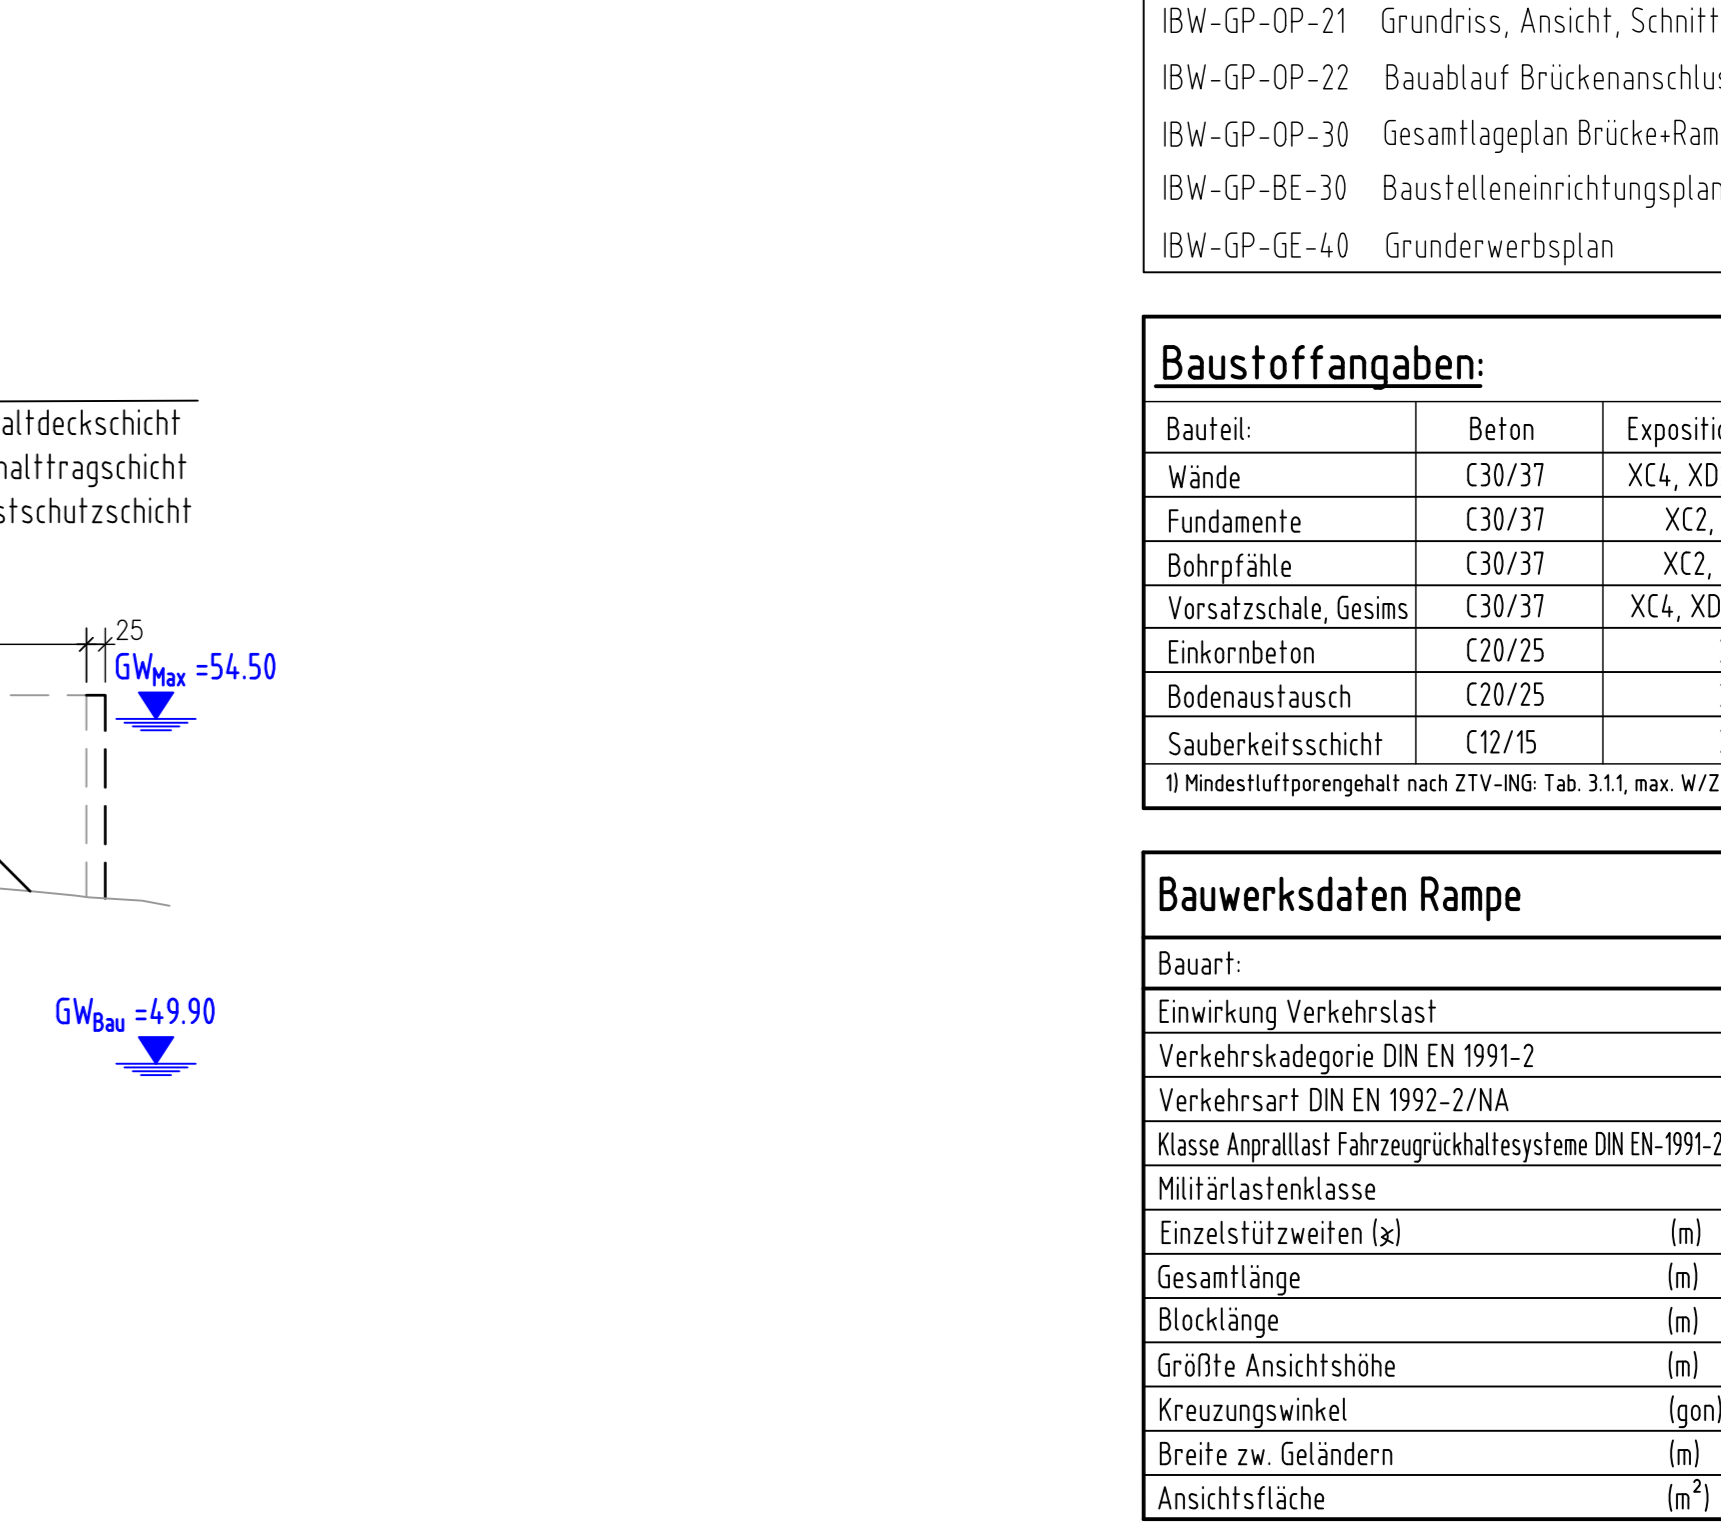 IBW-GP-OP-21 Grundriss, Ansicht, Schnitt
IBW-GP-OP-22 Bauablauf
IBW-GP-OP-30 Gesamtlageplan
IBW-GP-BE-30 Baustelleneinrichtungsplan
IBW-GP-GE-40 Grunderwerbsplan
altdeckschicht
halttragschicht
stschutzschicht
25
GWMax =54.50
GWBau =49.90
Baustoffangaben:
Bauteil: Beton Expositio
Wände C30/37 XC4, XD
Fundamente C30/37 XC2,
Bohrpfähle C30/37 XC2,
Vorsatzschale, Gesims C30/37 XC4, XD
Einkornbeton C20/25
Bodenaustausch C20/25
Sauberkeitsschicht C12/15
1) Mindestluftporengehalt nach ZTV-ING: Tab. 3.1.1, max. W/Z
Bauwerksdaten Rampe
Bauart:
Einwirkung Verkehrslast
Verkehrskadegorie DIN EN 1991-2
Verkehrsart DIN EN 1992-2/NA
Klasse Anpralllast Fahrzeugrückhaltesysteme DIN EN-1991-2
Militärlastenklasse
Einzelstützweiten (x) (m)
Gesamtlänge (m)
Blocklänge (m)
Größte Ansichtshöhe (m)
Kreuzungswinkel (gon)
Breite zw. Geländern (m)
Ansichtsfläche (m²)